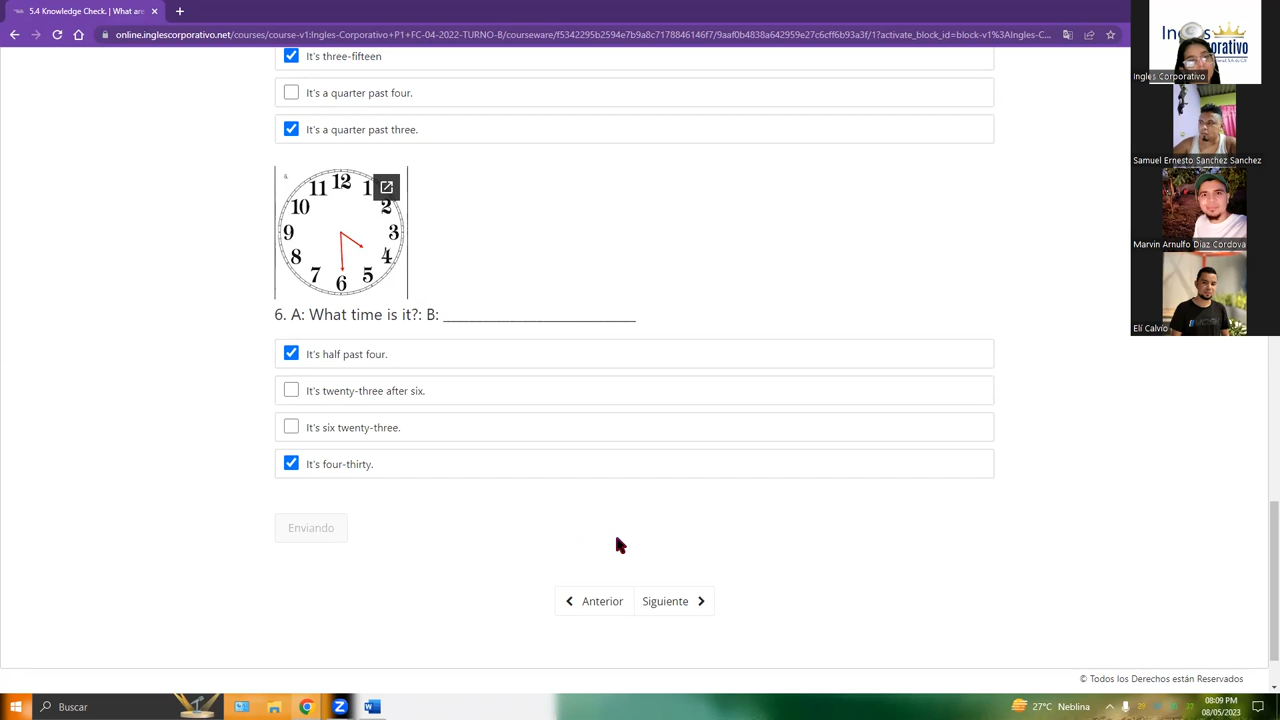 5.4 Knowledge Check. | What are
online.inglescorporativo.net/courses/course-v1:Ingles-Corporativo+P1+FC-04-2022-TURNO-B/courseware/f5342295b2594e7b9a8c7178846146f7/9aaf0b4838a642959e27c6cff6b93a3f/1?activate_block_id=block-v1%3AIngles-C...
It's three-fifteen
It's a quarter past four.
It's a quarter past three.
6.
12
11
1
10
2
9
3
8
4
7
5
6
6. A: What time is it?: B: ____________________________
It's half past four.
It's twenty-three after six.
It's six twenty-three.
It's four-thirty.
Enviando
Anterior
Siguiente
© Todos los Derechos están Reservados
Ingles Corporativo
Samuel Ernesto Sanchez Sanchez
Marvin Arnulfo Diaz Cordova
Elí Calvío
Buscar
27°C Neblina
08:09 PM
08/05/2023